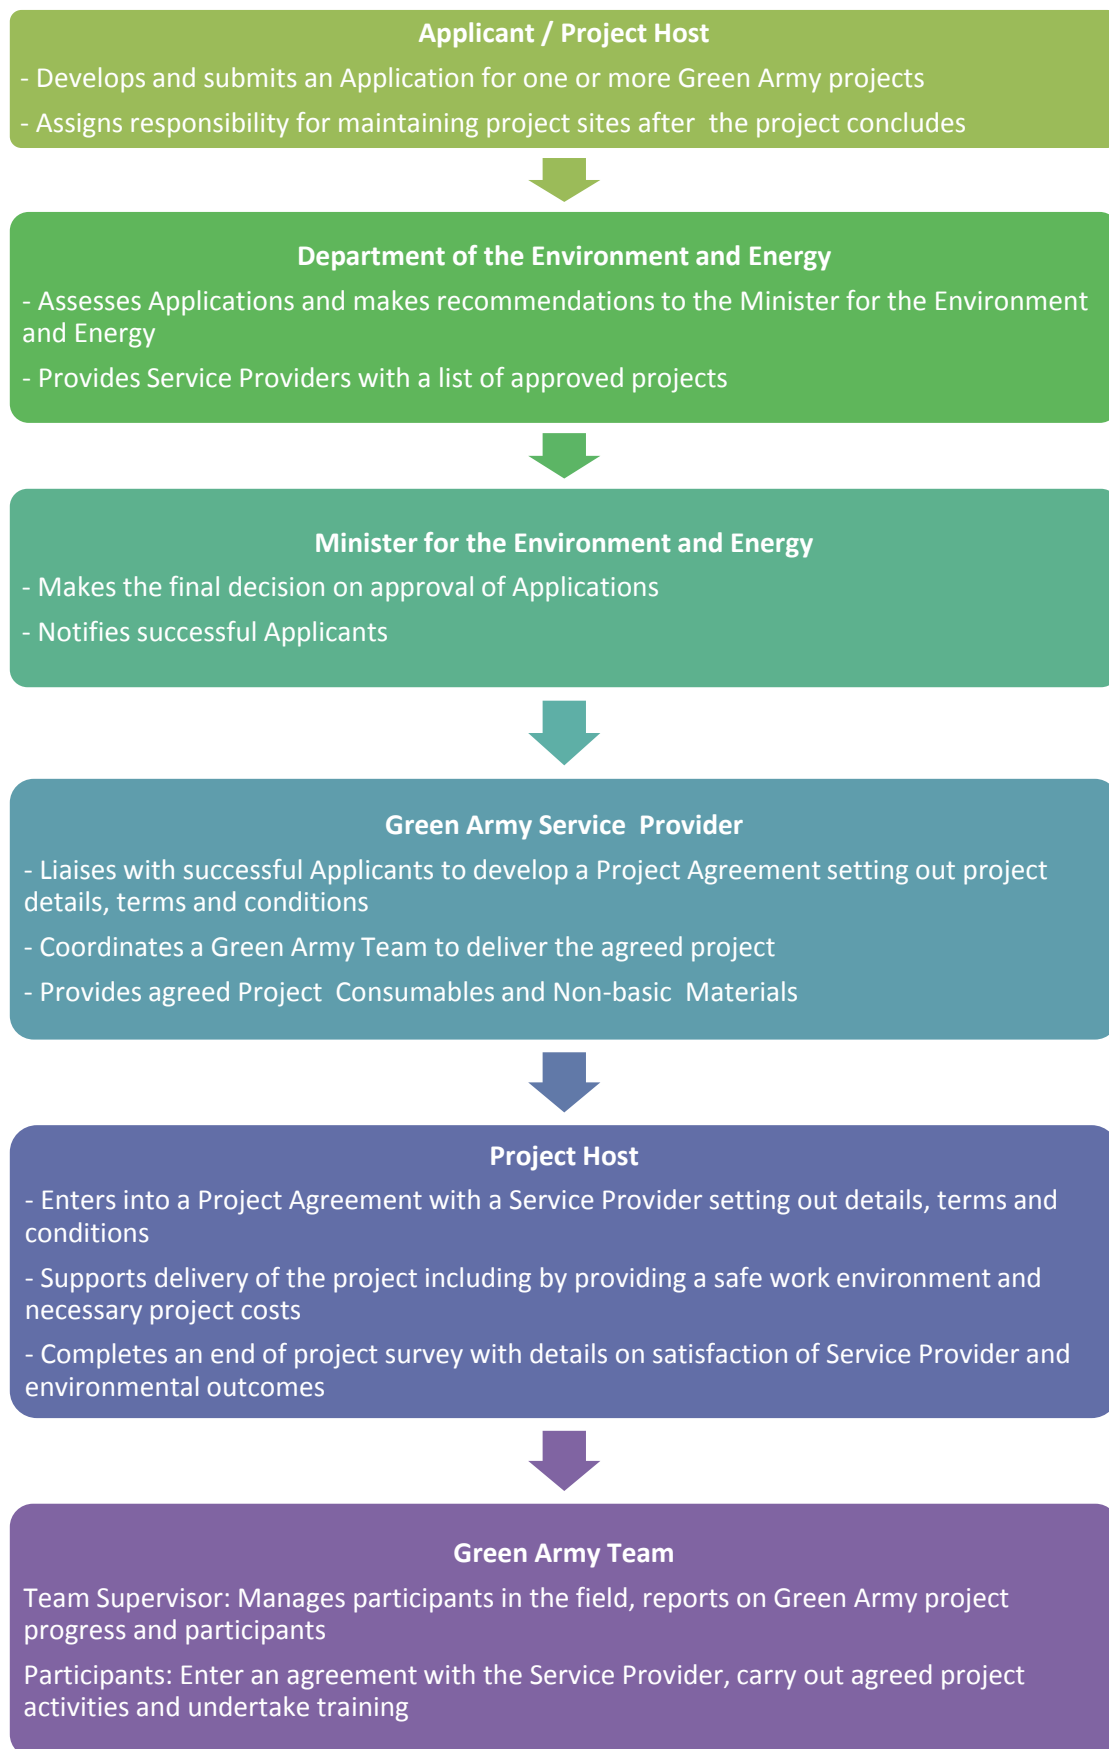 Applicant / Project Host
- Develops and submits an Application for one or more Green Army projects
- Assigns responsibility for maintaining project sites after the project concludes
Department of the Environment and Energy
- Assesses Applications and makes recommendations to the Minister for the Environment
and Energy
- Provides Service Providers with a list of approved projects
Minister for the Environment and Energy
- Makes the final decision on approval of Applications
- Notifies successful Applicants
Green Army Service Provider
- Liaises with successful Applicants to develop a Project Agreement setting out project
details, terms and conditions
- Coordinates a Green Army Team to deliver the agreed project
- Provides agreed Project Consumables and Non-basic Materials
Project Host
- Enters into a Project Agreement with a Service Provider setting out details, terms and
conditions
- Supports delivery of the project including by providing a safe work environment and
necessary project costs
- Completes an end of project survey with details on satisfaction of Service Provider and
environmental outcomes
Green Army Team
Team Supervisor: Manages participants in the field, reports on Green Army project
progress and participants
Participants: Enter an agreement with the Service Provider, carry out agreed project
activities and undertake training